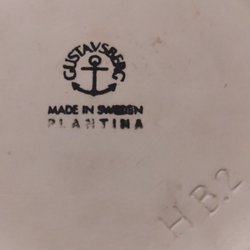 GUSTAVSBERG
MADE IN SWEDEN
PLANTINA
H B.2